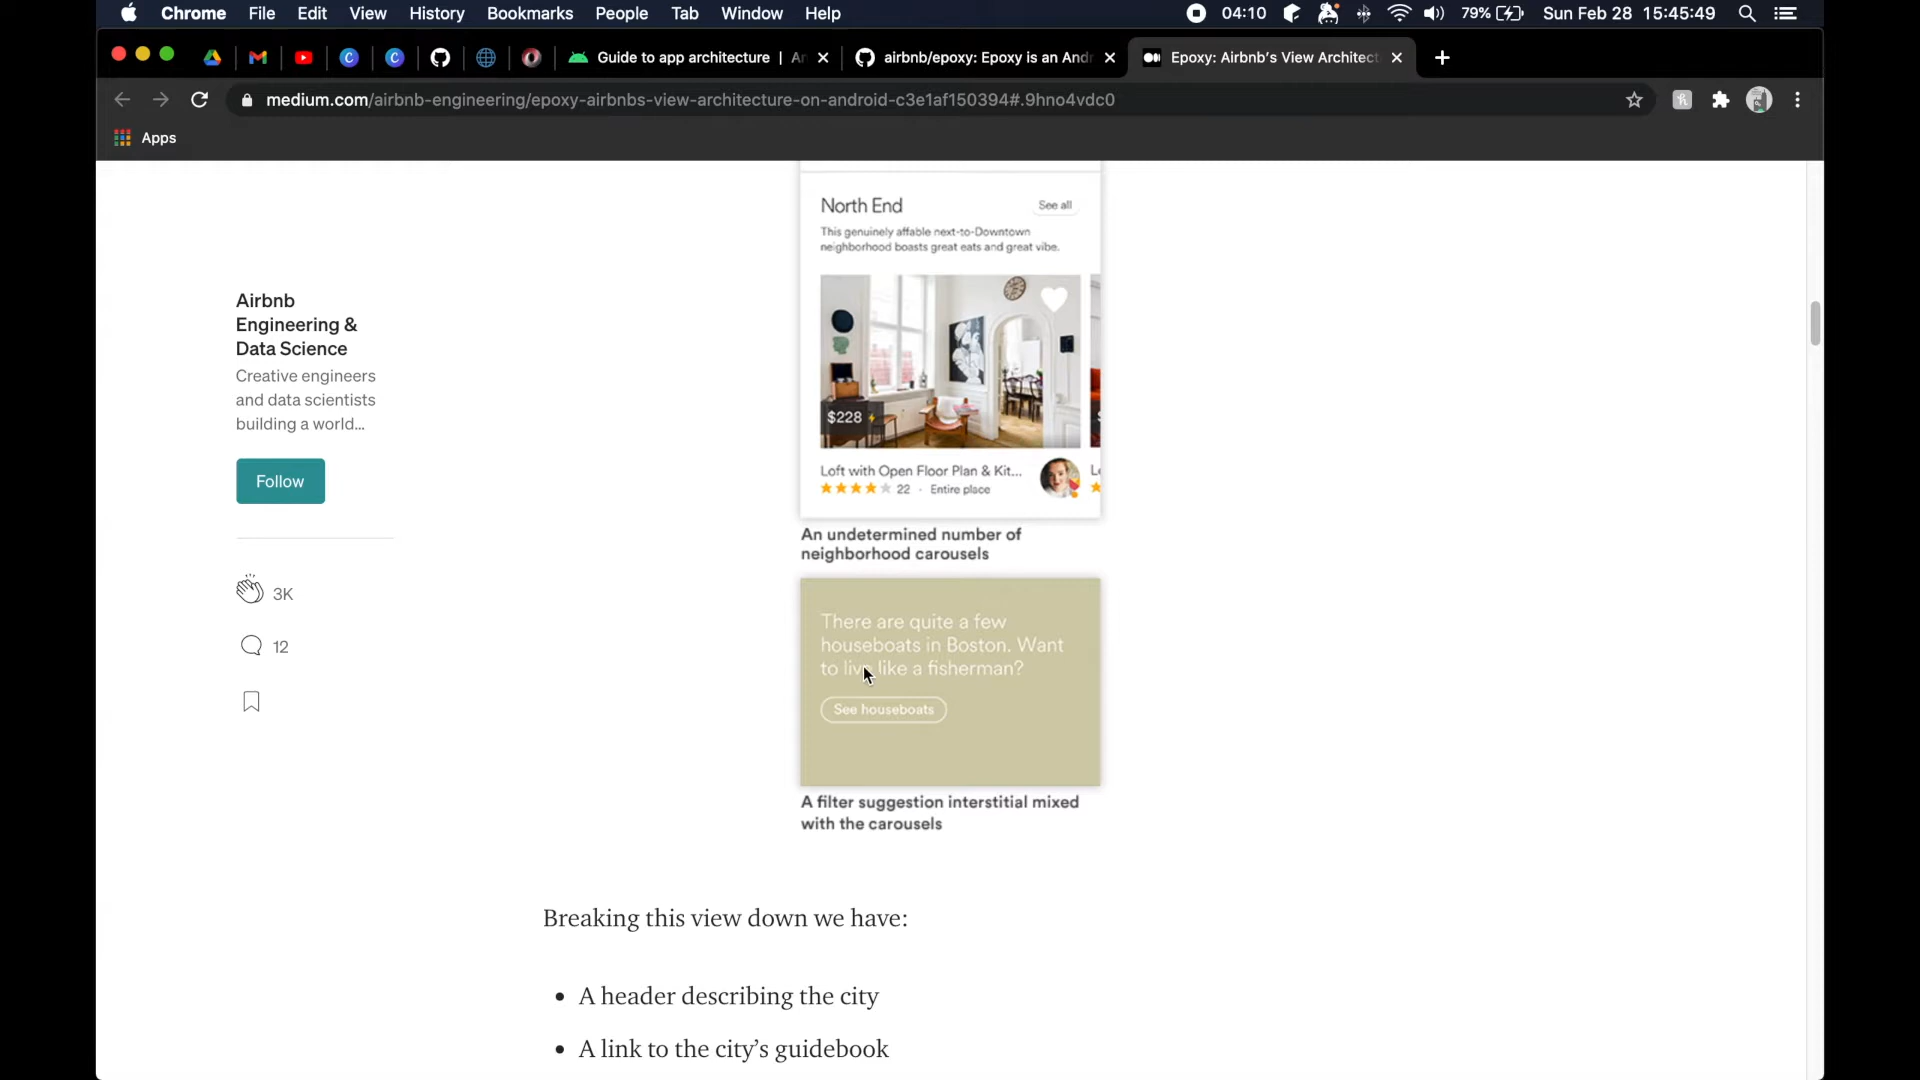 Chrome File Edit View History Bookmarks People Tab Window Help 04:10 79% Sun Feb 28 15:45:49
Guide to app architecture | An airbnb/epoxy: Epoxy is an Andr Epoxy: Airbnb's View Architect
medium.com/airbnb-engineering/epoxy-airbnbs-view-architecture-on-android-c3e1af150394#.9hno4vdc0
Apps
North End See all
This genuinely affable next-to-Downtown
neighborhood boasts great eats and great vibe.
Airbnb
Engineering &
Data Science
Creative engineers
and data scientists
building a world...
Follow
3K
12
$228
Loft with Open Floor Plan & Kit...
22 · Entire place
An undetermined number of
neighborhood carousels
There are quite a few
houseboats in Boston. Want
to live like a fisherman?
See houseboats
A filter suggestion interstitial mixed
with the carousels
Breaking this view down we have:
• A header describing the city
• A link to the city's guidebook